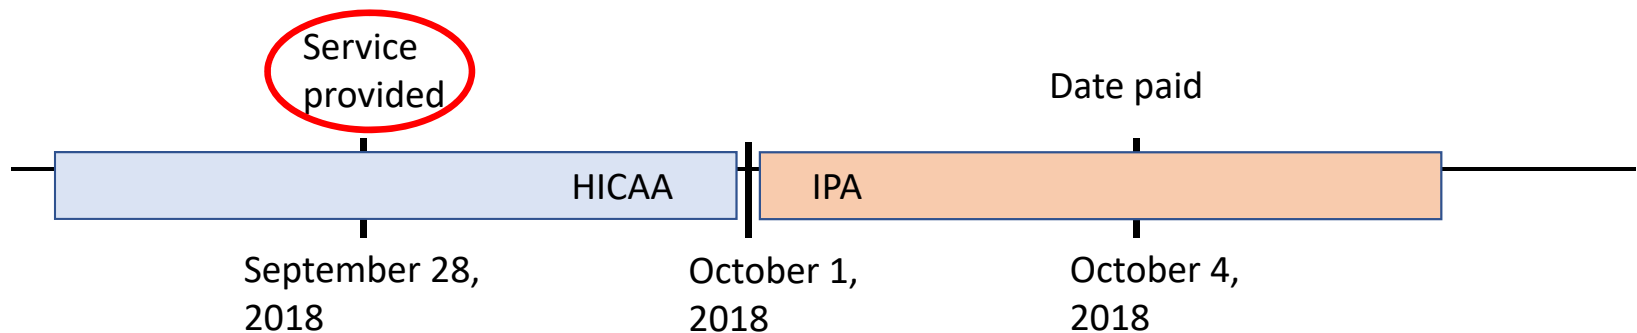 Service
provided
Date paid
HICAA
IPA
September 28,
2018
October 1,
2018
October 4,
2018